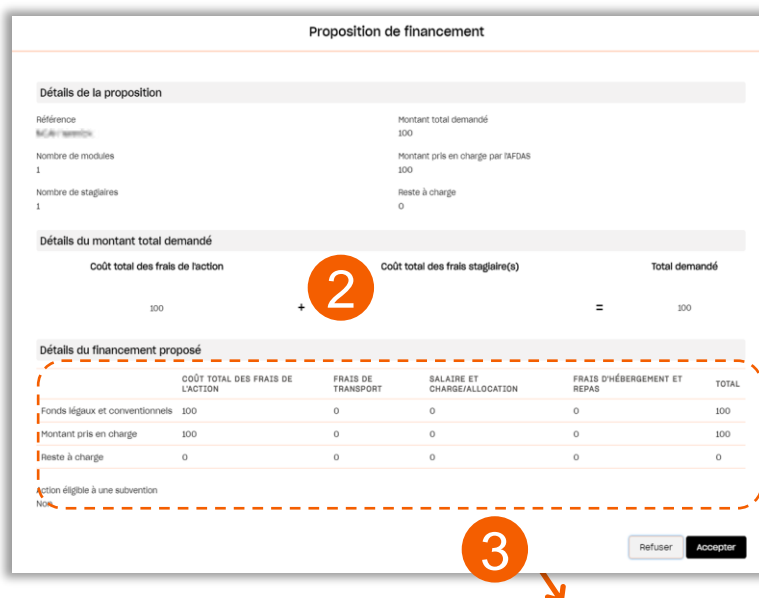 Proposition de financement
Détails de la proposition
Référence
Montant total demandé
100
Nombre de modules
1
Montant pris en charge par l'AFDAS
100
Nombre de stagiaires
1
Reste à charge
0
Détails du montant total demandé
Coût total des frais de l'action
Coût total des frais stagiaire(s)
Total demandé
100 + 2 = 100
Détails du financement proposé
COÛT TOTAL DES FRAIS DE L'ACTION
FRAIS DE TRANSPORT
SALAIRE ET CHARGE/ALLOCATION
FRAIS D'HÉBERGEMENT ET REPAS
TOTAL
Fonds légaux et conventionnels 100 0 0 0 100
Montant pris en charge 100 0 0 0 100
Reste à charge 0 0 0 0 0
Action éligible à une subvention
Non
3
Refuser Accepter